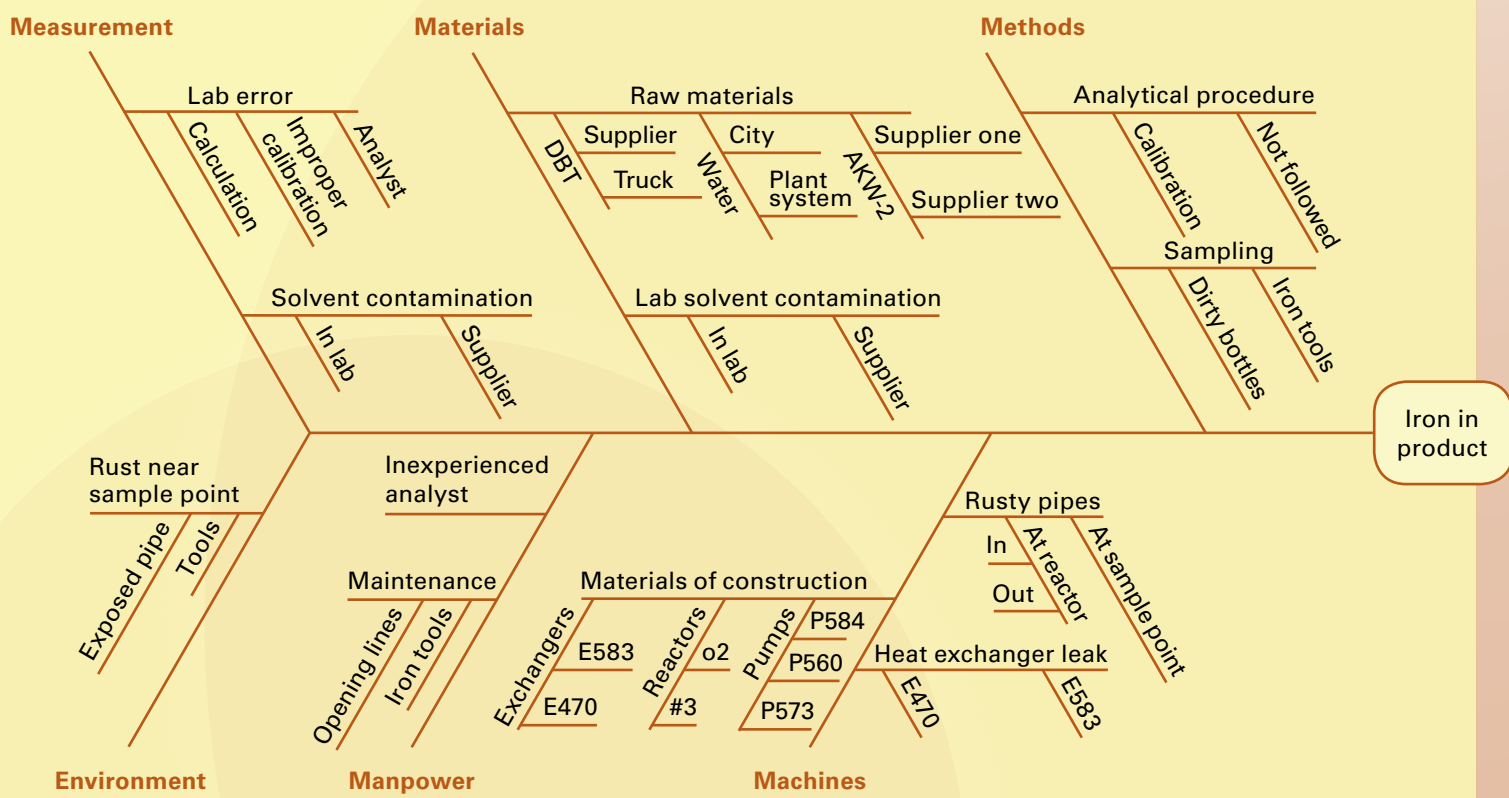 Measurement
Materials
Methods
Lab error
Calculation
Improper
calibration
Analyst
Solvent contamination
In lab
Supplier
Raw materials
DBT
Supplier
Truck
Water
City
Plant
system
AKW-2
Supplier one
Supplier two
Lab solvent contamination
In lab
Supplier
Analytical procedure
Calibration
Not followed
Sampling
Dirty bottles
Iron tools
Iron in
product
Rust near
sample point
Exposed pipe
Tools
Inexperienced
analyst
Maintenance
Opening lines
Iron tools
Materials of construction
Exchangers
E583
E470
Reactors
o2
#3
Pumps
P584
P560
P573
Rusty pipes
In
Out
At reactor
At sample point
Heat exchanger leak
E470
E583
Environment
Manpower
Machines